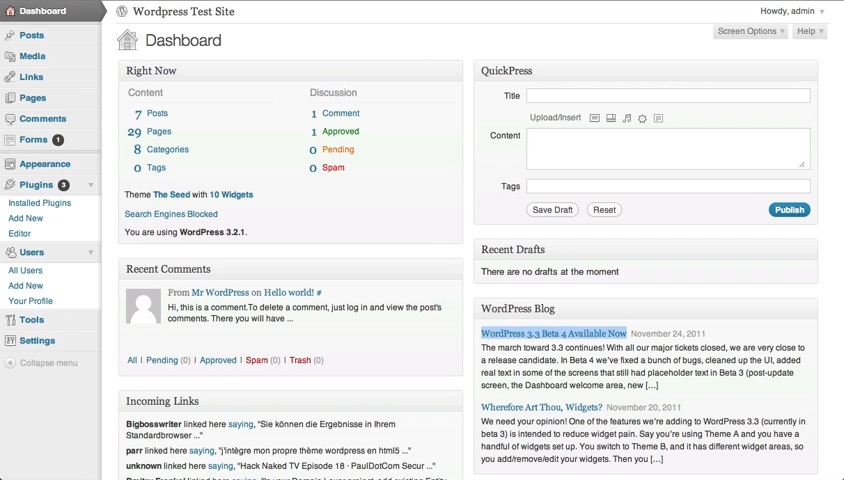 Dashboard
Posts
Media
Links
Pages
Comments
Forms 1
Appearance
Plugins 3
Installed Plugins
Add New
Editor
Users
All Users
Add New
Your Profile
Tools
Settings
Collapse menu
Wordpress Test Site
Howdy, admin
Screen Options
Help
Dashboard
Right Now
Content
Discussion
7 Posts
1 Comment
29 Pages
1 Approved
8 Categories
0 Pending
0 Tags
0 Spam
Theme The Seed with 10 Widgets
Search Engines Blocked
You are using WordPress 3.2.1.
Recent Comments
From Mr WordPress on Hello world! #
Hi, this is a comment.To delete a comment, just log in and view the post's
comments. There you will have ...
All | Pending (0) | Approved | Spam (0) | Trash (0)
Incoming Links
Bigbosswriter linked here saying, "Sie können die Ergebnisse in Ihrem
Standardbrowser ..."
parr linked here saying, "j'intègre mon propre thème wordpress en html5 ..."
unknown linked here saying, "Hack Naked TV Episode 18 · PaulDotCom Secur ..."
QuickPress
Title
Upload/Insert
Content
Tags
Save Draft
Reset
Publish
Recent Drafts
There are no drafts at the moment
WordPress Blog
WordPress 3.3 Beta 4 Available Now November 24, 2011
The march toward 3.3 continues! With all our major tickets closed, we are very close to
a release candidate. In Beta 4 we've fixed a bunch of bugs, cleaned up the UI, added
real text in some of the screens that still had placeholder text in Beta 3 (post-update
screen, the Dashboard welcome area, new [...]
Wherefore Art Thou, Widgets? November 20, 2011
We need your opinion! One of the features we're adding to WordPress 3.3 (currently in
beta 3) is intended to reduce widget pain. Say you're using Theme A and you have a
handful of widgets set up. You switch to Theme B, and it has different widget areas, so
you add/remove/edit your widgets. Then you [...]